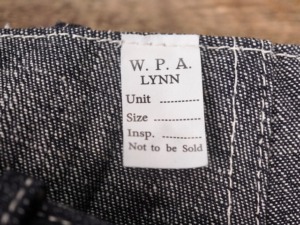 W. P. A.
LYNN
Unit ------------
Size ------------
Insp. -----------
Not to be Sold